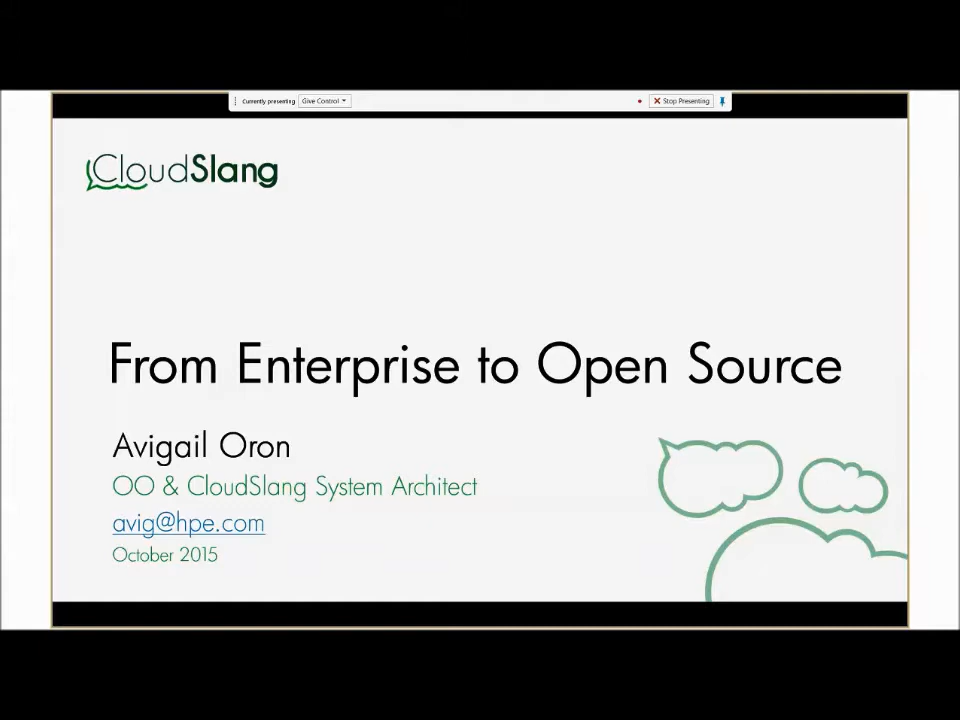 Currently presenting Give Control Stop Presenting
CloudSlang
From Enterprise to Open Source
Avigail Oron
OO & CloudSlang System Architect
avig@hpe.com
October 2015